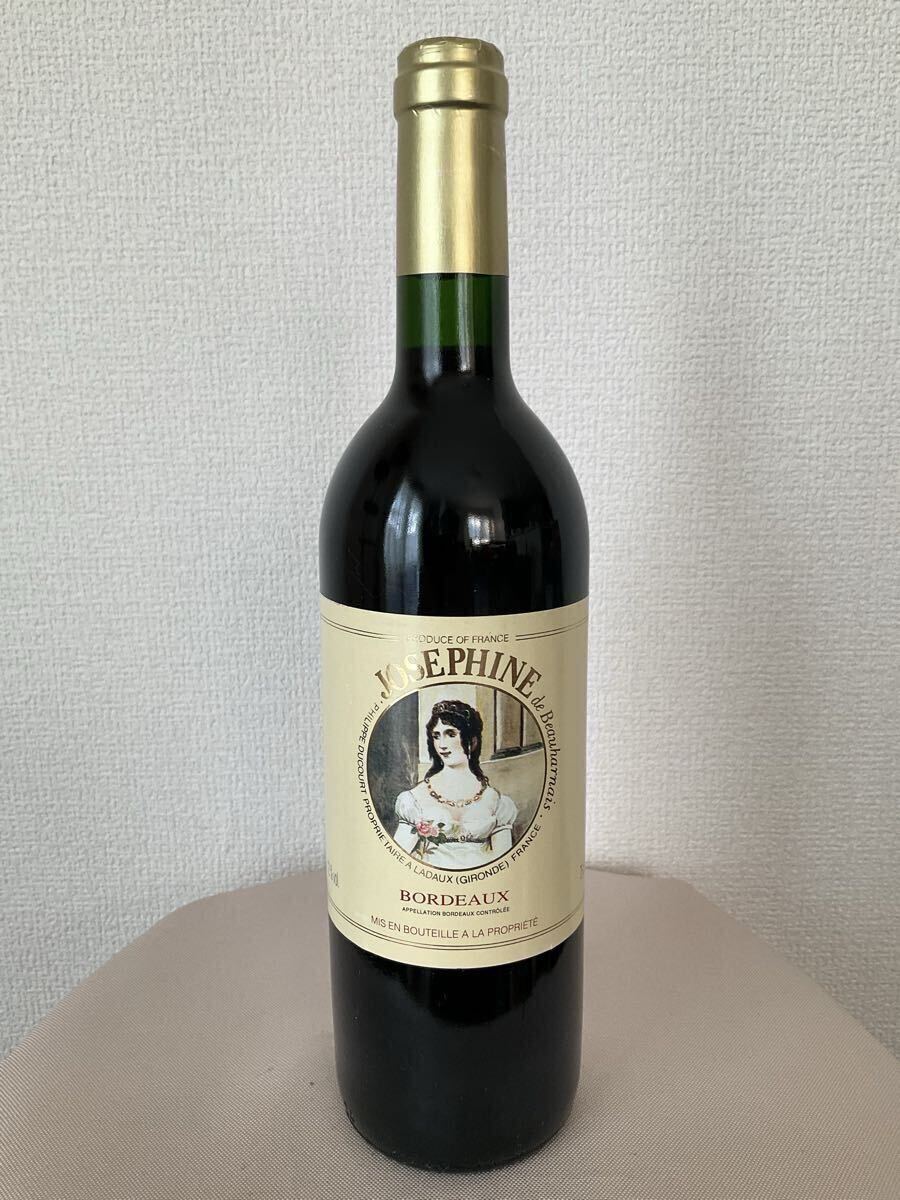 PRODUCE OF FRANCE
JOSEPHINE
de Beauharnais
PHILIPPE DUCOURT PROPRIETAIRE A LADAUX (GIRONDE) FRANCE
BORDEAUX
APPELLATION BORDEAUX CONTRÔLÉE
MIS EN BOUTEILLE A LA PROPRIÉTÉ